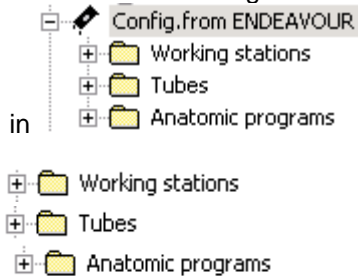 Config.from ENDEAVOUR
Working stations
Tubes
in
Anatomic programs
Working stations
Tubes
Anatomic programs